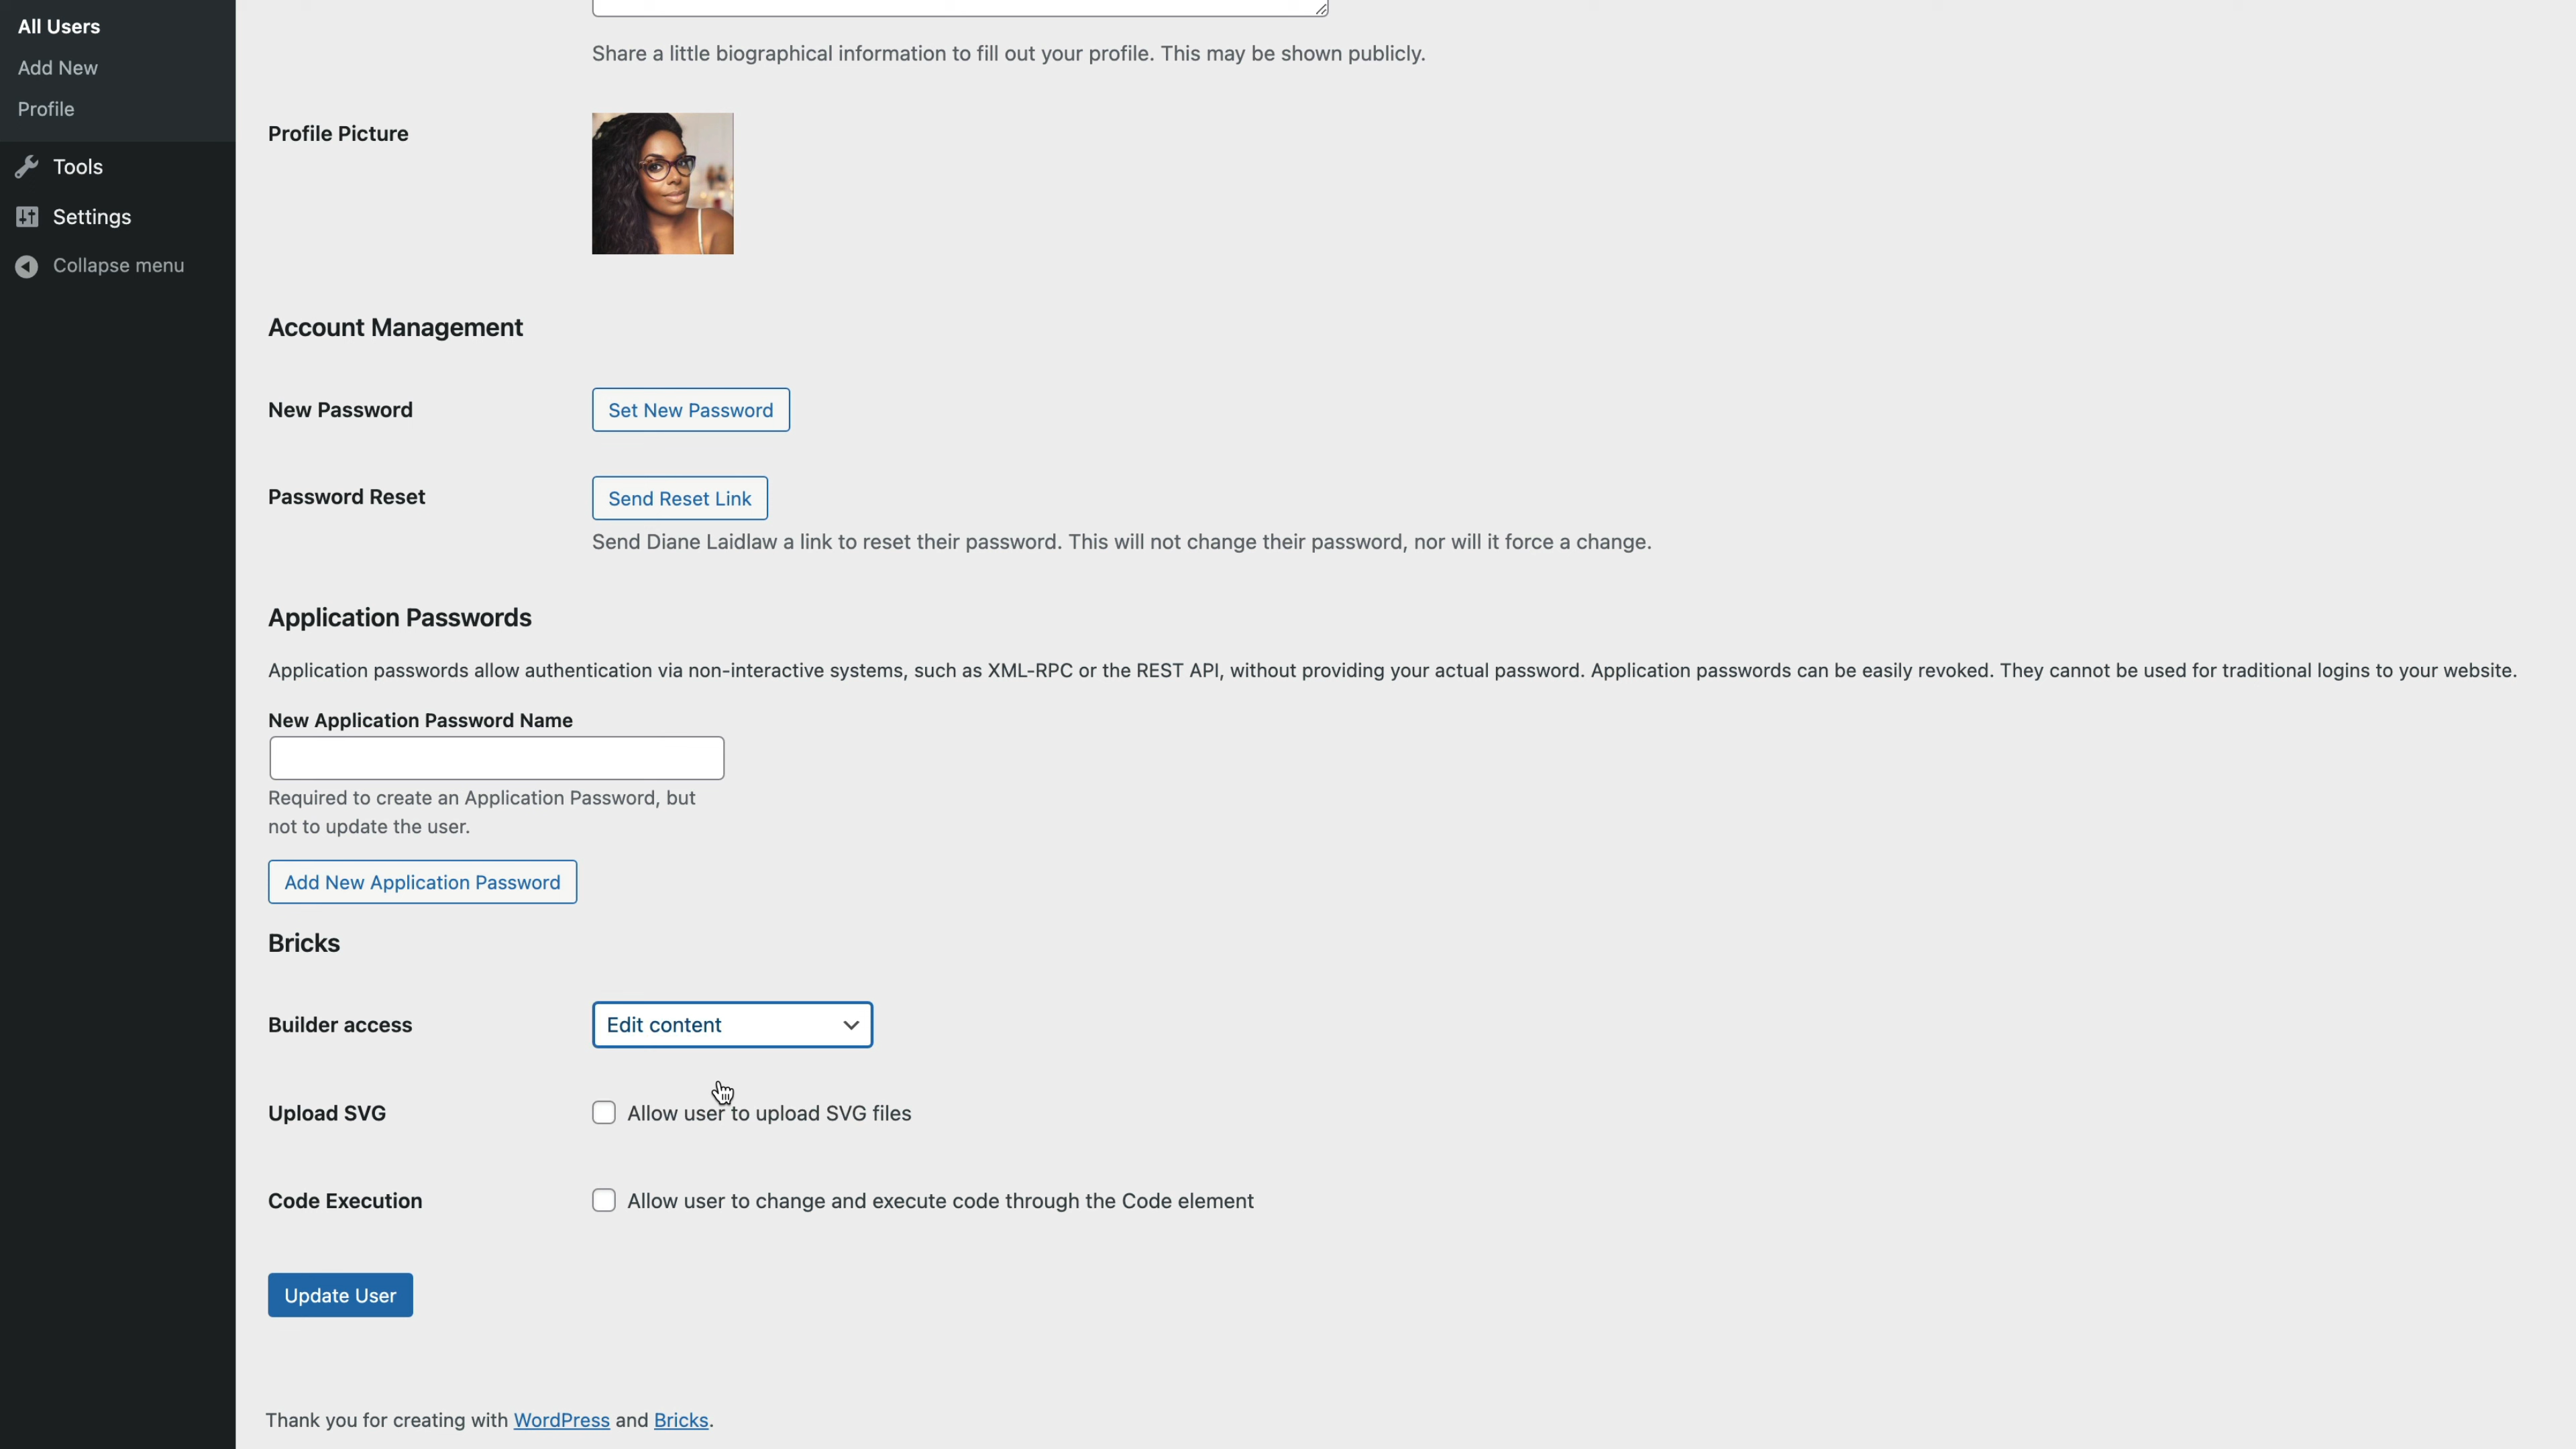 All Users
Add New
Profile
Tools
Settings
Collapse menu
Share a little biographical information to fill out your profile. This may be shown publicly.
Profile Picture
Account Management
New Password
Set New Password
Password Reset
Send Reset Link
Send Diane Laidlaw a link to reset their password. This will not change their password, nor will it force a change.
Application Passwords
Application passwords allow authentication via non-interactive systems, such as XML-RPC or the REST API, without providing your actual password. Application passwords can be easily revoked. They cannot be used for traditional logins to your website.
New Application Password Name
Required to create an Application Password, but
not to update the user.
Add New Application Password
Bricks
Builder access
Edit content
Upload SVG
Allow user to upload SVG files
Code Execution
Allow user to change and execute code through the Code element
Update User
Thank you for creating with WordPress and Bricks.